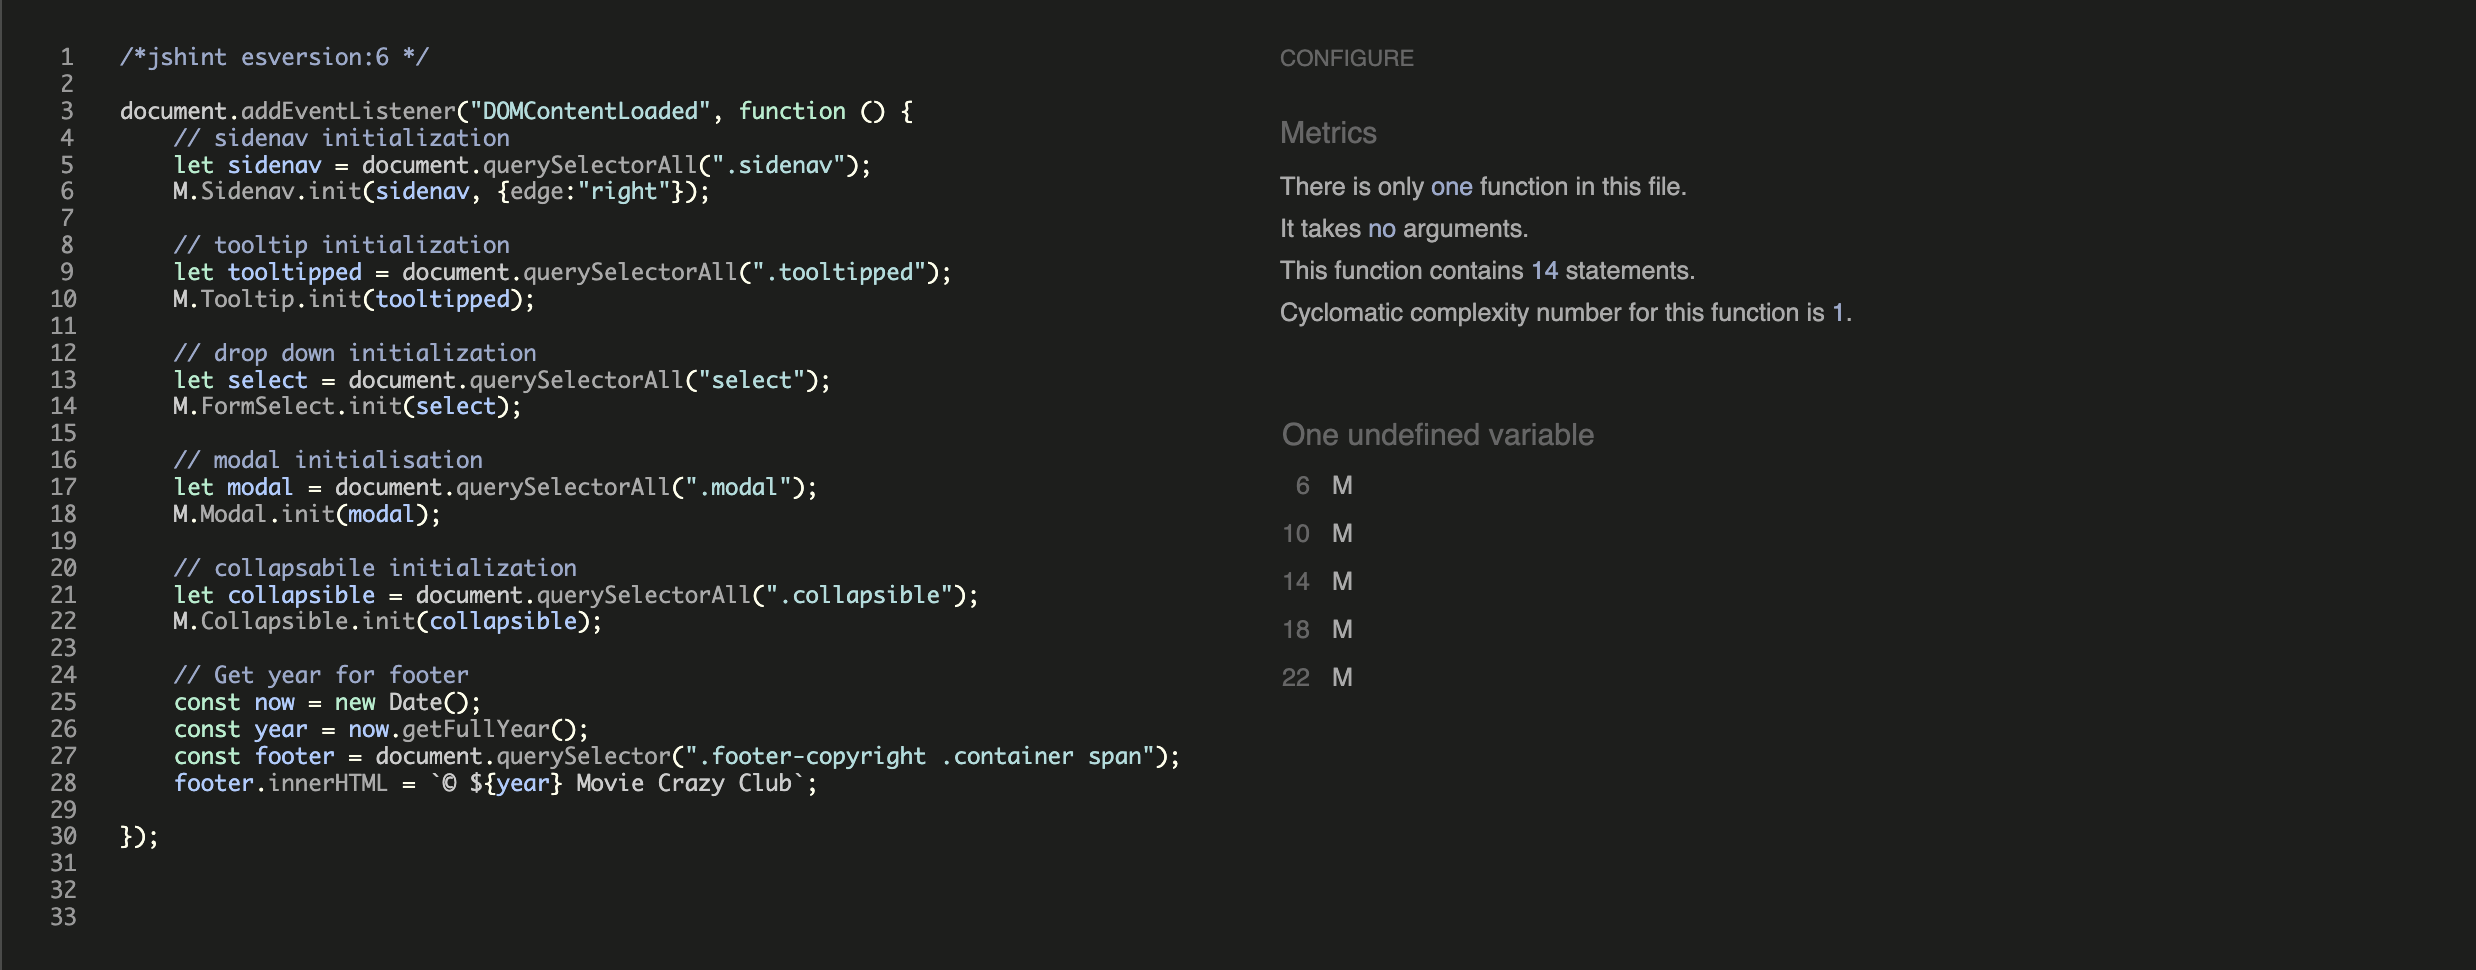 1 /*jshint esversion:6 */
2
3 document.addEventListener("DOMContentLoaded", function () {
4     // sidenav initialization
5     let sidenav = document.querySelectorAll(".sidenav");
6     M.Sidenav.init(sidenav, {edge:"right"});
7
8     // tooltip initialization
9     let tooltipped = document.querySelectorAll(".tooltipped");
10     M.Tooltip.init(tooltipped);
11
12     // drop down initialization
13     let select = document.querySelectorAll("select");
14     M.FormSelect.init(select);
15
16     // modal initialisation
17     let modal = document.querySelectorAll(".modal");
18     M.Modal.init(modal);
19
20     // collapsabile initialization
21     let collapsible = document.querySelectorAll(".collapsible");
22     M.Collapsible.init(collapsible);
23
24     // Get year for footer
25     const now = new Date();
26     const year = now.getFullYear();
27     const footer = document.querySelector(".footer-copyright .container span");
28     footer.innerHTML = `© ${year} Movie Crazy Club`;
29
30 });
31
32
33
CONFIGURE
Metrics
There is only one function in this file.
It takes no arguments.
This function contains 14 statements.
Cyclomatic complexity number for this function is 1.
One undefined variable
6 M
10 M
14 M
18 M
22 M